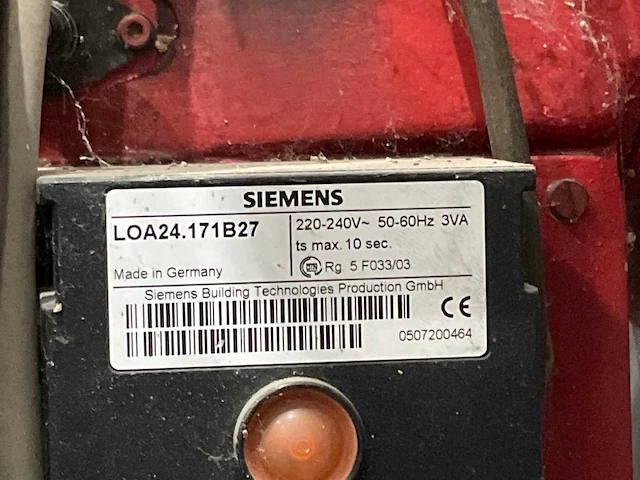 SIEMENS
LOA24.171B27
220-240V~ 50-60Hz 3VA
ts max. 10 sec.
Rg. 5 F033/03
Made in Germany
Siemens Building Technologies Production GmbH
CE
0507200464